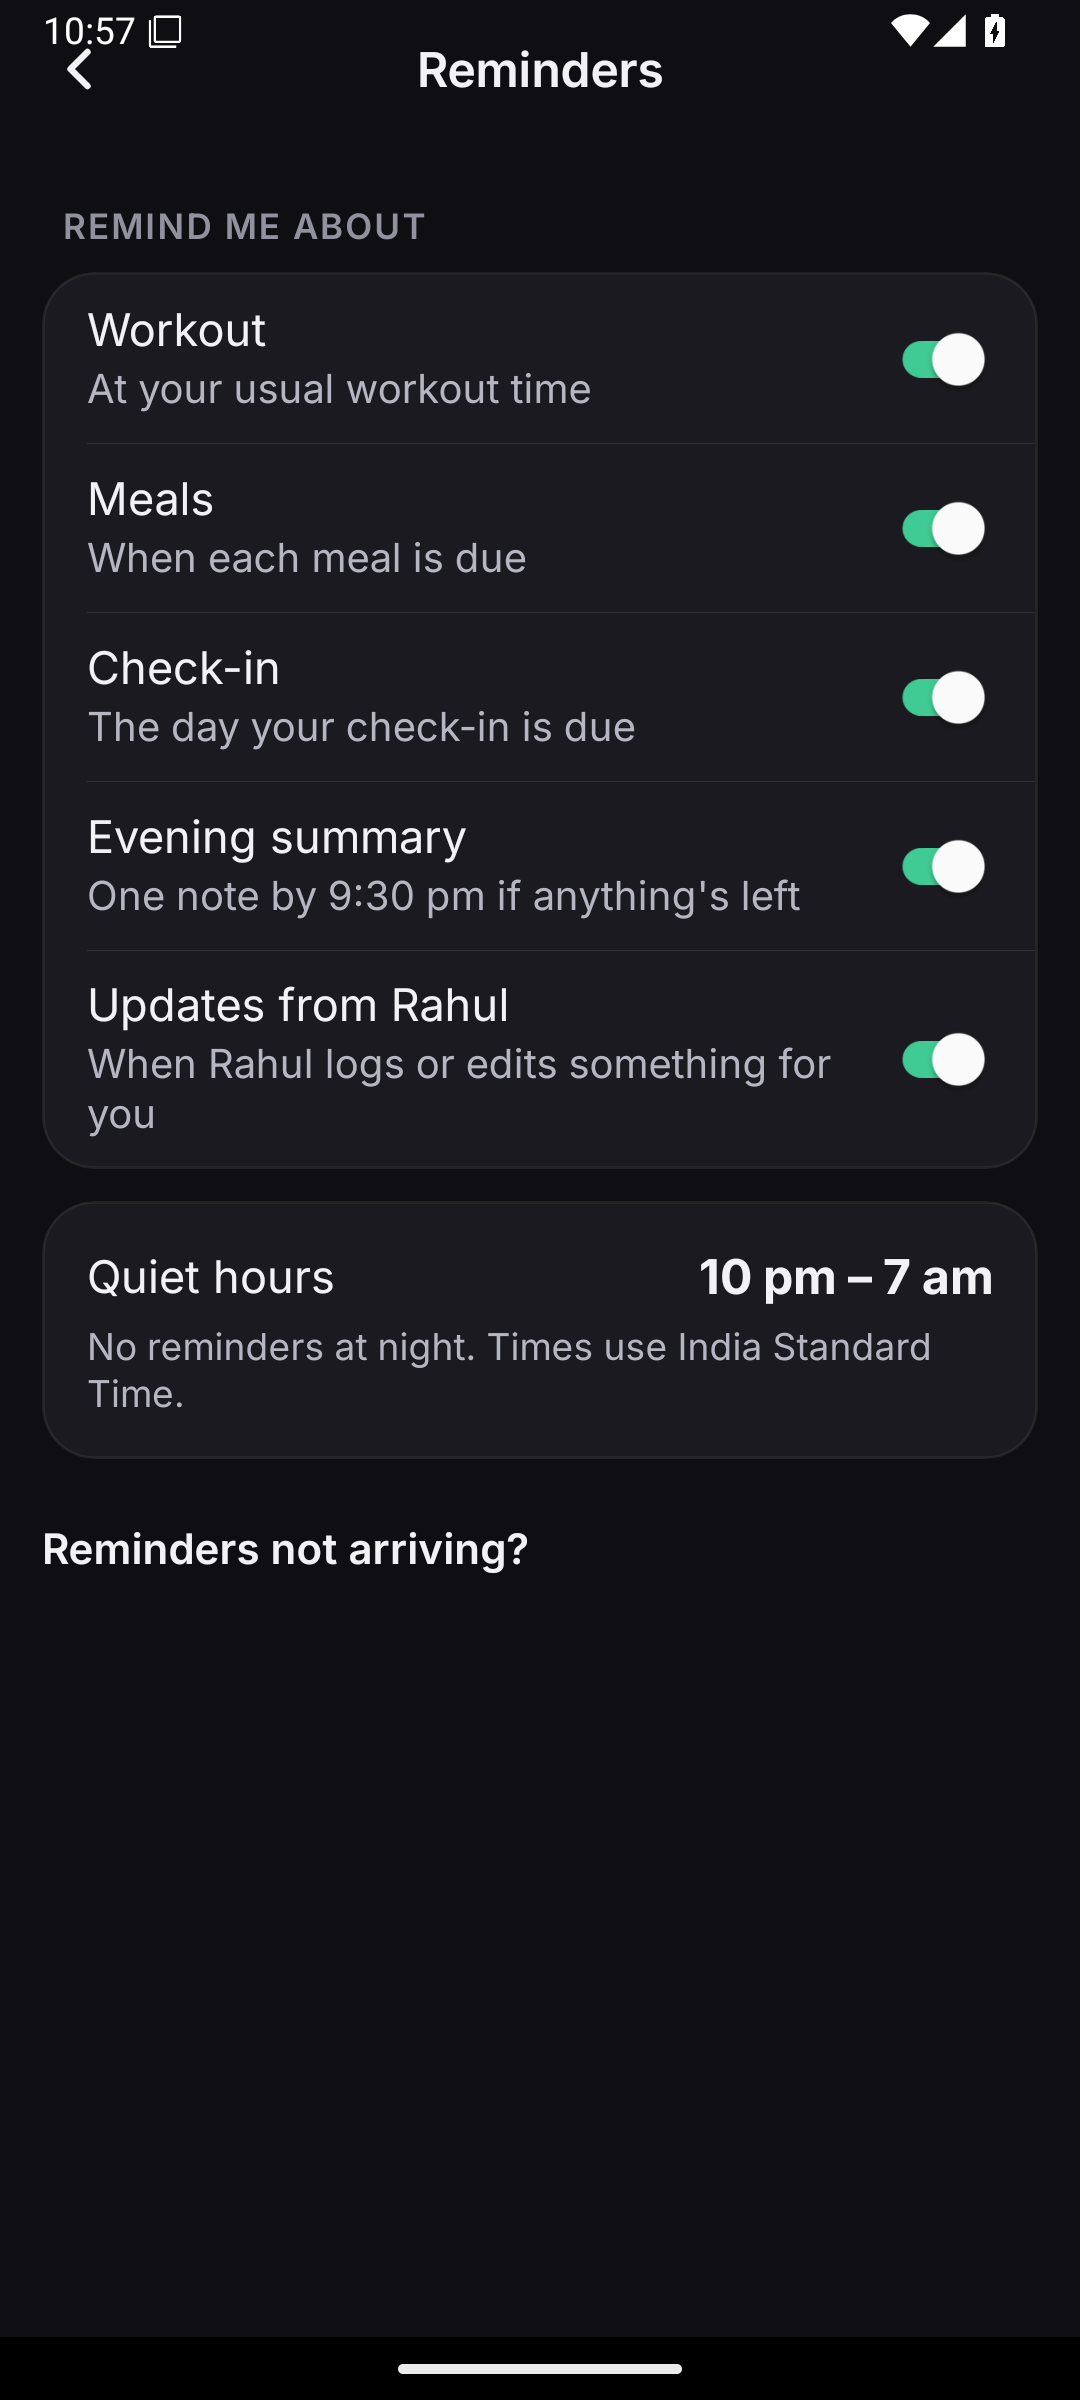 10:57
Reminders
REMIND ME ABOUT
Workout
At your usual workout time
Meals
When each meal is due
Check-in
The day your check-in is due
Evening summary
One note by 9:30 pm if anything's left
Updates from Rahul
When Rahul logs or edits something for
you
Quiet hours 10 pm – 7 am
No reminders at night. Times use India Standard
Time.
Reminders not arriving?